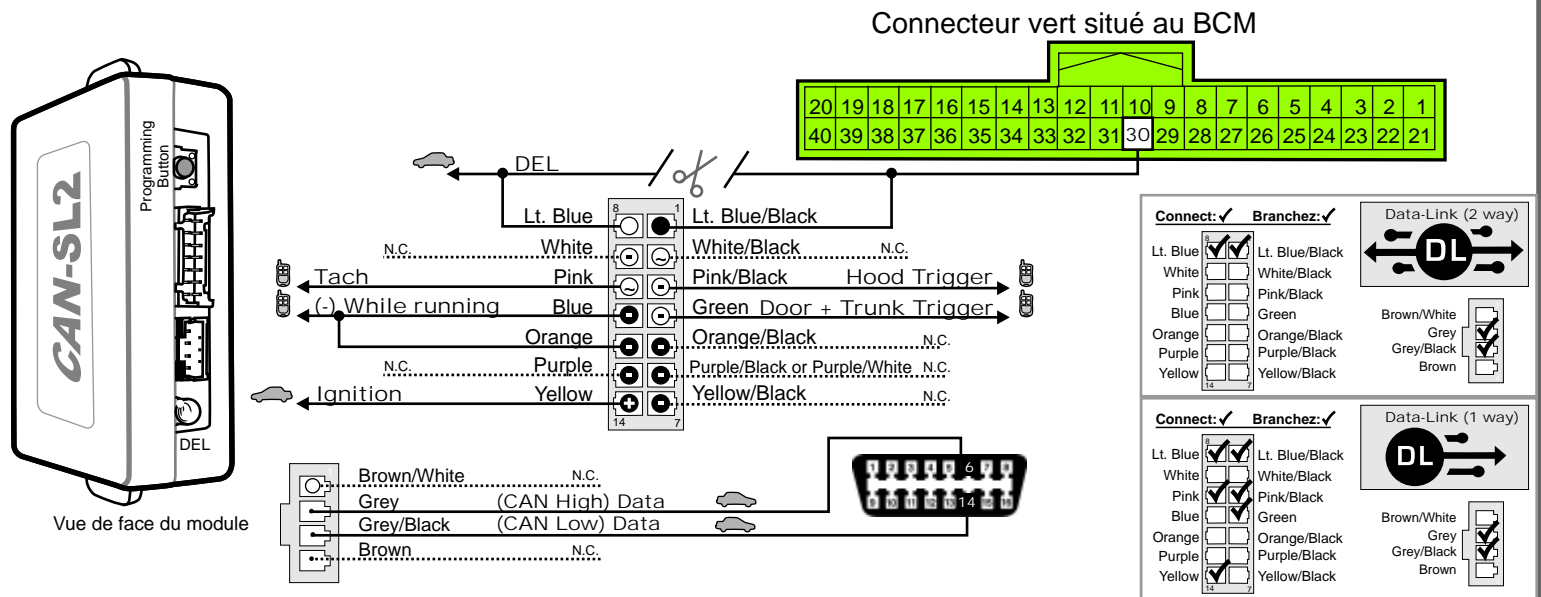 Connecteur vert situé au BCM
20 19 18 17 16 15 14 13 12 11 10 9 8 7 6 5 4 3 2 1
40 39 38 37 36 35 34 33 32 31 30 29 28 27 26 25 24 23 22 21
Programming
Button
CAN-SL2
DEL
Vue de face du module
DEL
8 1
Lt. Blue Lt. Blue/Black
N.C. White White/Black N.C.
Tach Pink Pink/Black Hood Trigger
(-) While running Blue Green Door + Trunk Trigger
Orange Orange/Black N.C.
N.C. Purple Purple/Black or Purple/White N.C.
Ignition Yellow Yellow/Black N.C.
14 7
Brown/White N.C.
Grey (CAN High) Data
Grey/Black (CAN Low) Data
Brown N.C.
1 2 3 4 5 6 7 8
9 10 11 12 13 14 15 16
Connect: Branchez:
8
Lt. Blue Lt. Blue/Black
White White/Black
Pink Pink/Black
Blue Green
Orange Orange/Black
Purple Purple/Black
Yellow Yellow/Black
14 7
Data-Link (2 way)
DL
Brown/White
Grey
Grey/Black
Brown
Connect: Branchez:
8
Lt. Blue Lt. Blue/Black
White White/Black
Pink Pink/Black
Blue Green
Orange Orange/Black
Purple Purple/Black
Yellow Yellow/Black
14 7
Data-Link (1 way)
DL
Brown/White
Grey
Grey/Black
Brown